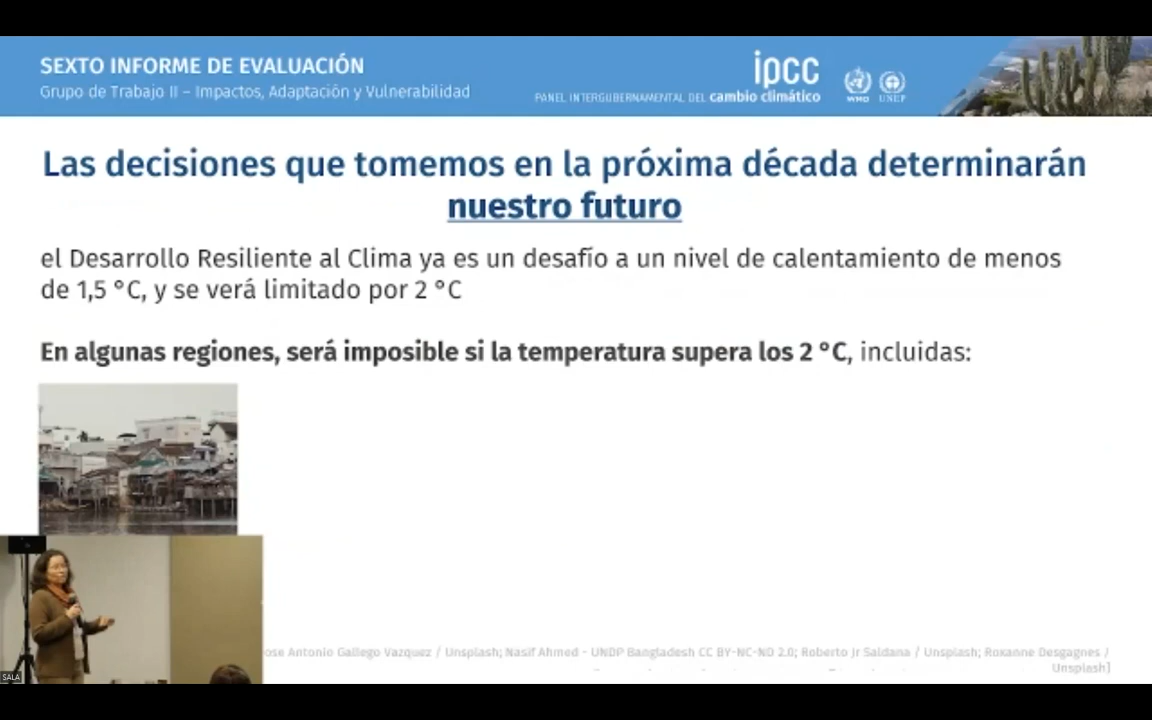 SEXTO INFORME DE EVALUACIÓN
Grupo de Trabajo II – Impactos, Adaptación y Vulnerabilidad
ipcc
PANEL INTERGUBERNAMENTAL DEL cambio climático
WMO
UNEP
Las decisiones que tomemos en la próxima década determinarán
nuestro futuro
el Desarrollo Resiliente al Clima ya es un desafío a un nivel de calentamiento de menos
de 1,5 °C, y se verá limitado por 2 °C
En algunas regiones, será imposible si la temperatura supera los 2 °C, incluidas:
ose Antonio Gallego Vazquez / Unsplash; Nasif Ahmed - UNDP Bangladesh CC BY-NC-ND 2.0; Roberto Jr Saldana / Unsplash; Roxanne Desgagnes /
Unsplash]
SALA